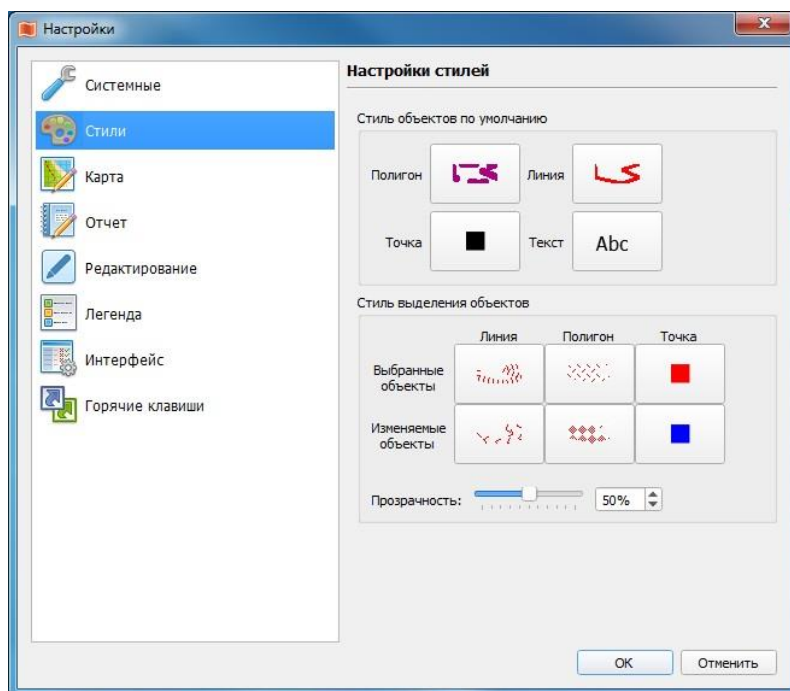 Настройки
Системные
Стили
Карта
Отчет
Редактирование
Легенда
Интерфейс
Горячие клавиши
Настройки стилей
Стиль объектов по умолчанию
Полигон
Линия
Точка
Текст
Abc
Стиль выделения объектов
Линия
Полигон
Точка
Выбранные
объекты
Изменяемые
объекты
Прозрачность:
50%
OK
Отменить